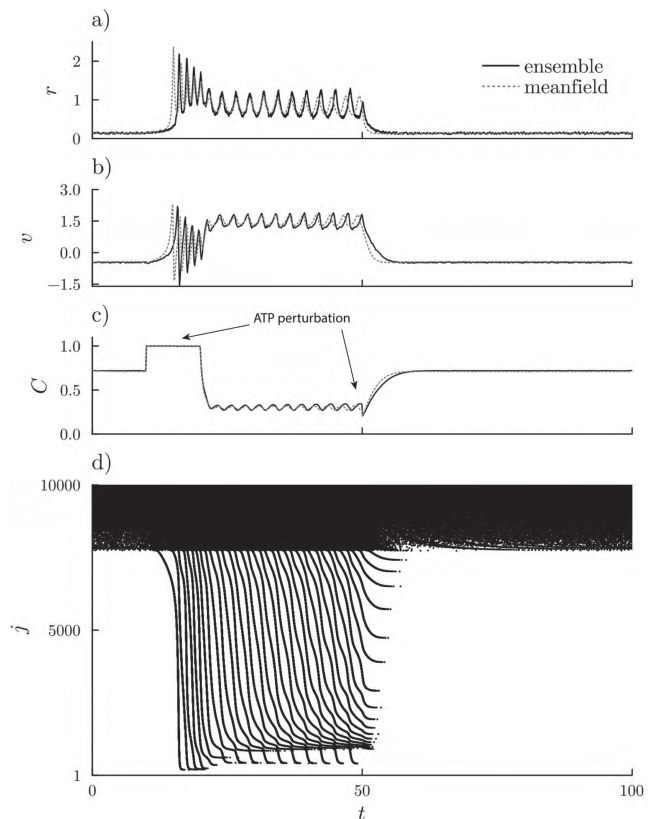 a)
2
1
0
r
ensemble
meanfield
b)
3.0
1.5
0.0
−1.5
v
c)
ATP perturbation
1.0
0.5
0.0
C
d)
10000
5000
1
j
0
50
100
t